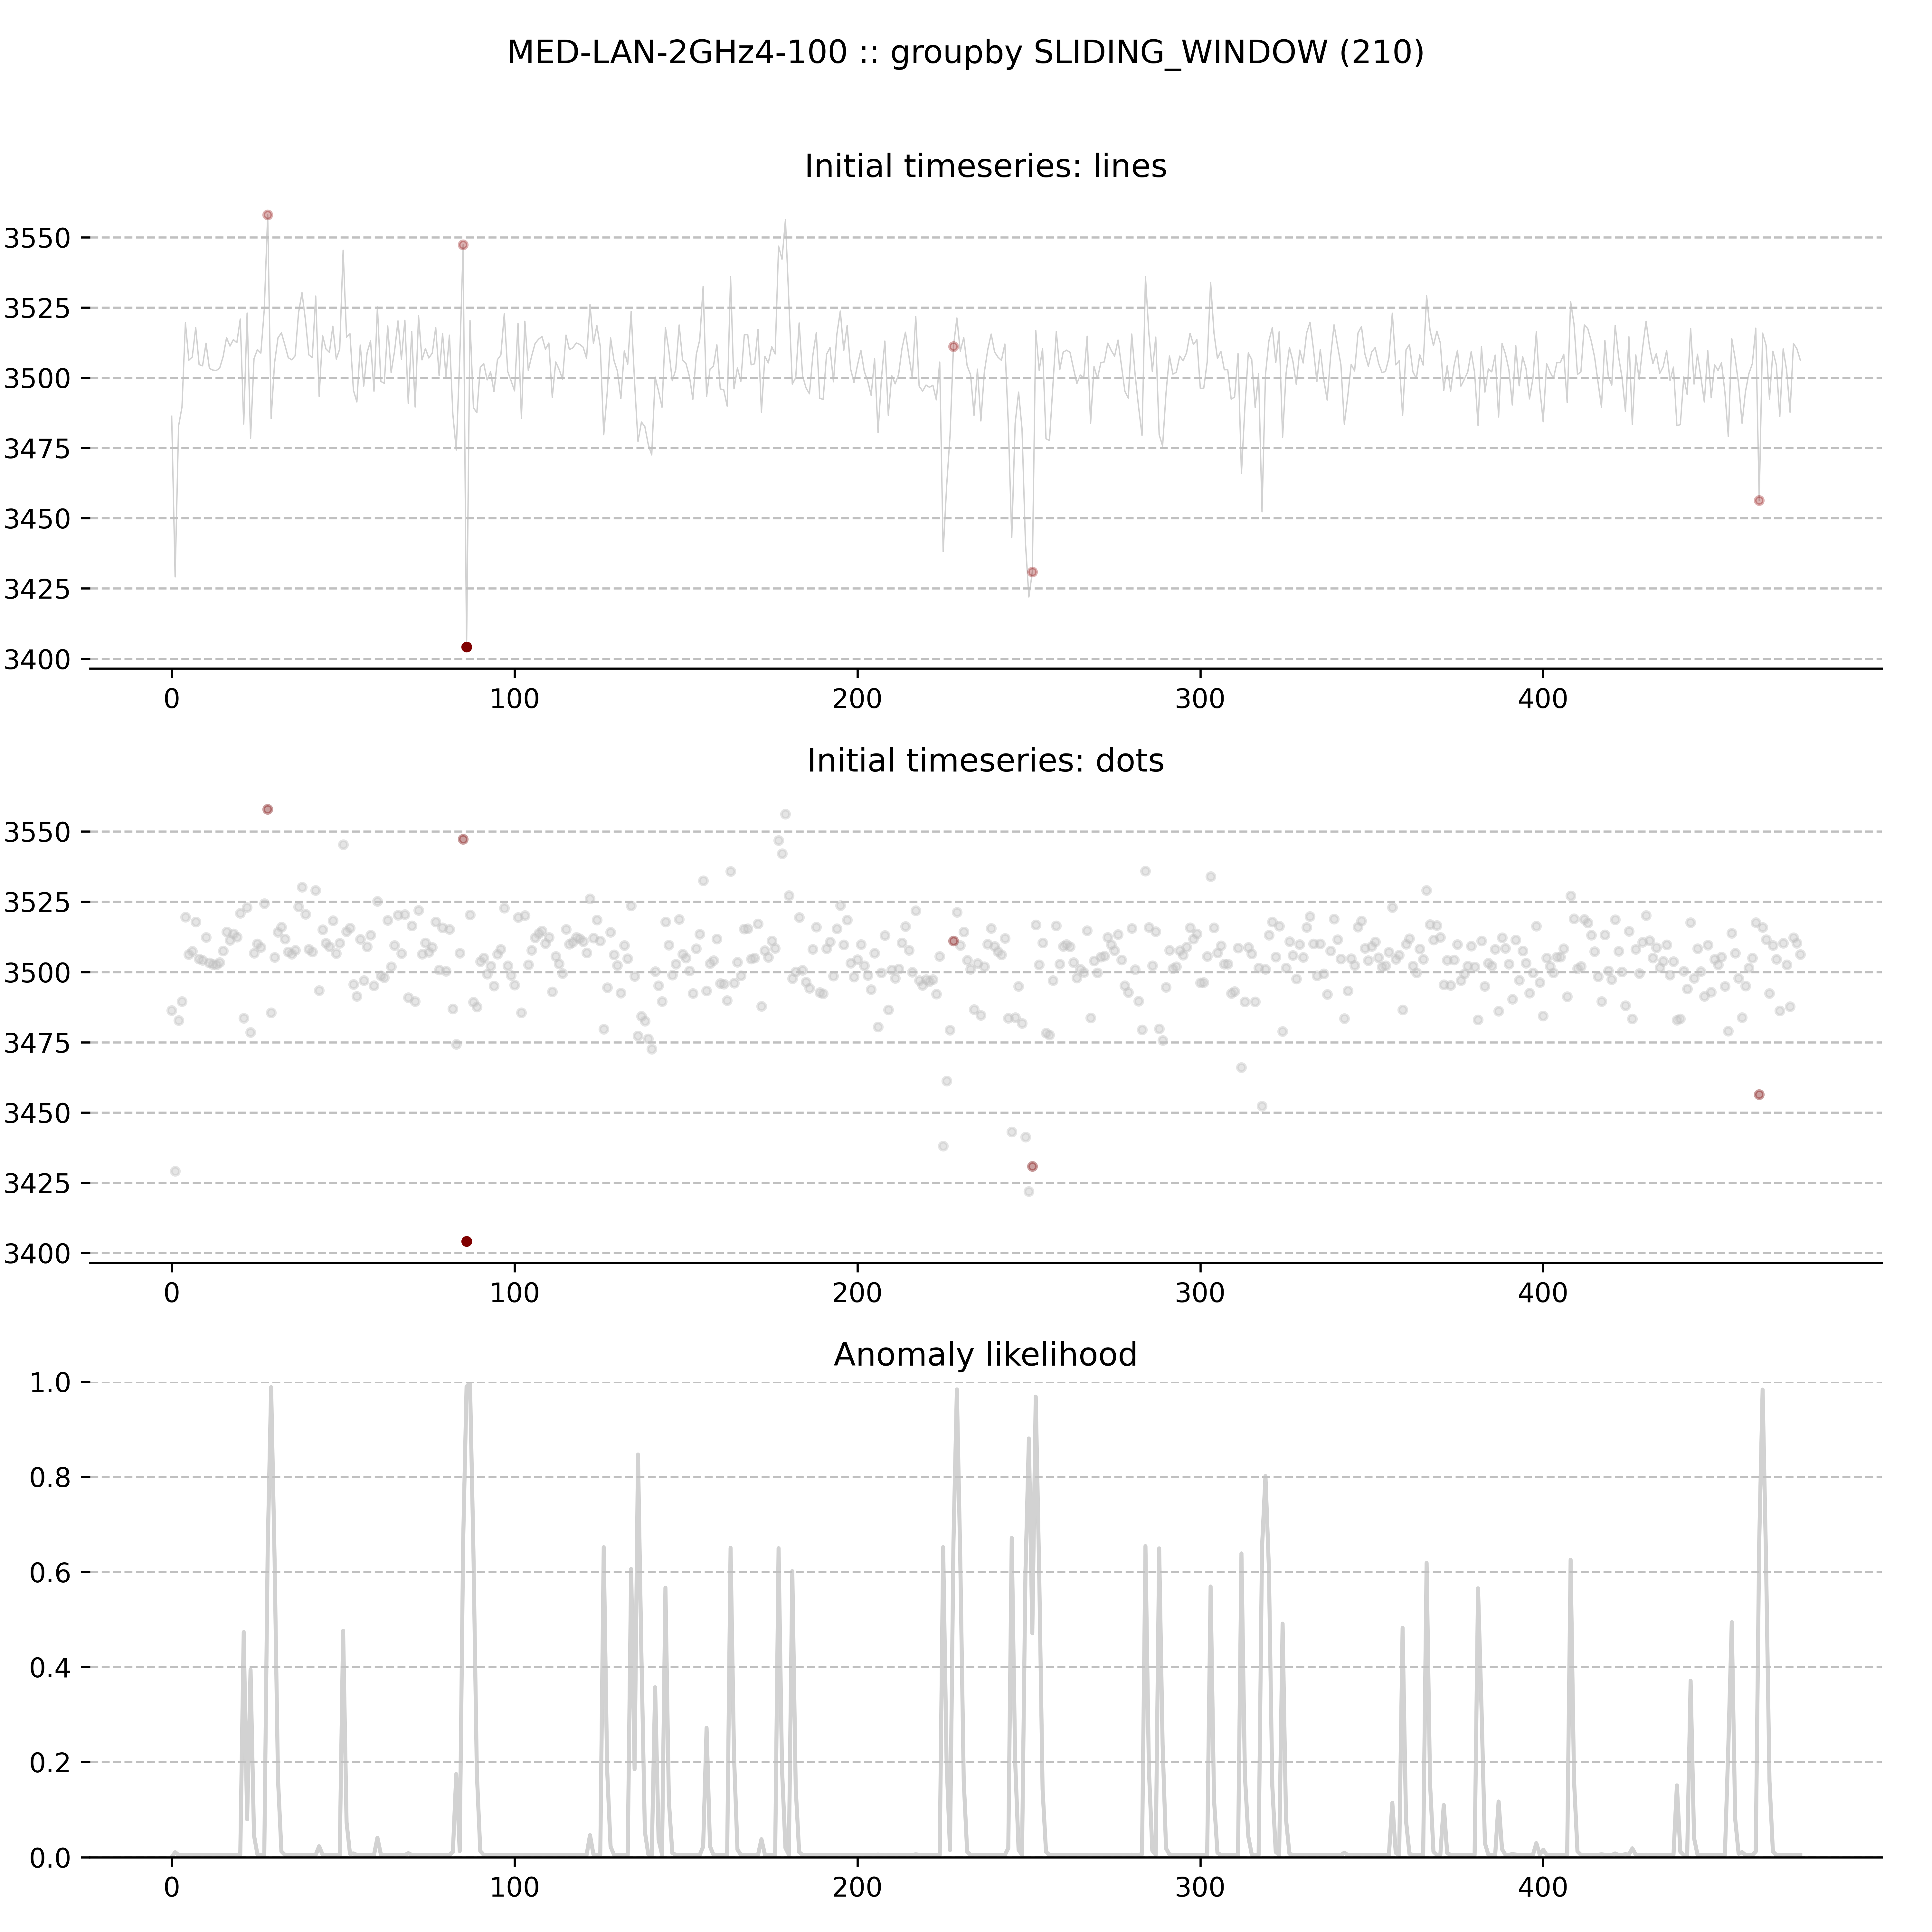 MED-LAN-2GHz4-100 :: groupby SLIDING_WINDOW (210)
Initial timeseries: lines
3550
3525
3500
3475
3450
3425
3400
0 100 200 300 400
Initial timeseries: dots
3550
3525
3500
3475
3450
3425
3400
0 100 200 300 400
Anomaly likelihood
1.0
0.8
0.6
0.4
0.2
0.0
0 100 200 300 400